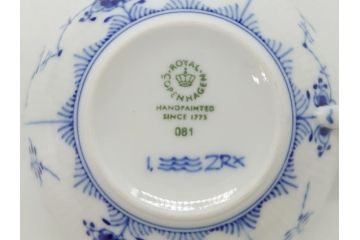 ROYAL
COPENHAGEN
HANDPAINTED
SINCE 1775
081
1, ZRX